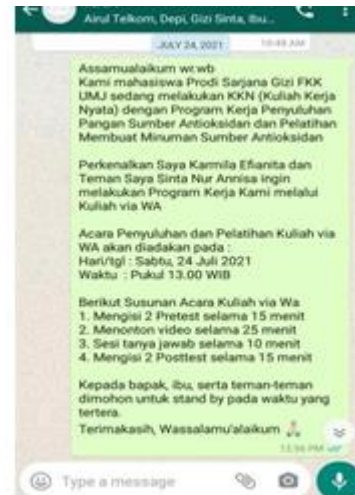 Airul Telkom, Depi, Gizi Sinta, Ibu...
JULY 24, 2021
10:49 AM
Assamualaikum wr.wb
Kami mahasiswa Prodi Sarjana Gizi FKK
UMJ sedang melakukan KKN (Kuliah Kerja
Nyata) dengan Program Kerja Penyuluhan
Pangan Sumber Antioksidan dan Pelatihan
Membuat Minuman Sumber Antioksidan
Perkenalkan Saya Karmila Efianita dan
Teman Saya Sinta Nur Annisa ingin
melakukan Program Kerja Kami melalui
Kuliah via WA
Acara Penyuluhan dan Pelatihan Kuliah via
WA akan diadakan pada :
Hari/tgl : Sabtu, 24 Juli 2021
Waktu : Pukul 13.00 WIB
Berikut Susunan Acara Kuliah via Wa
1. Mengisi 2 Pretest selama 15 menit
2. Menonton video selama 25 menit
3. Sesi tanya jawab selama 10 menit
4. Mengisi 2 Posttest selama 15 menit
Kepada bapak, ibu, serta teman-teman
dimohon untuk stand by pada waktu yang
tertera.
Terimakasih, Wassalamu'alaikum 🙏
Type a message